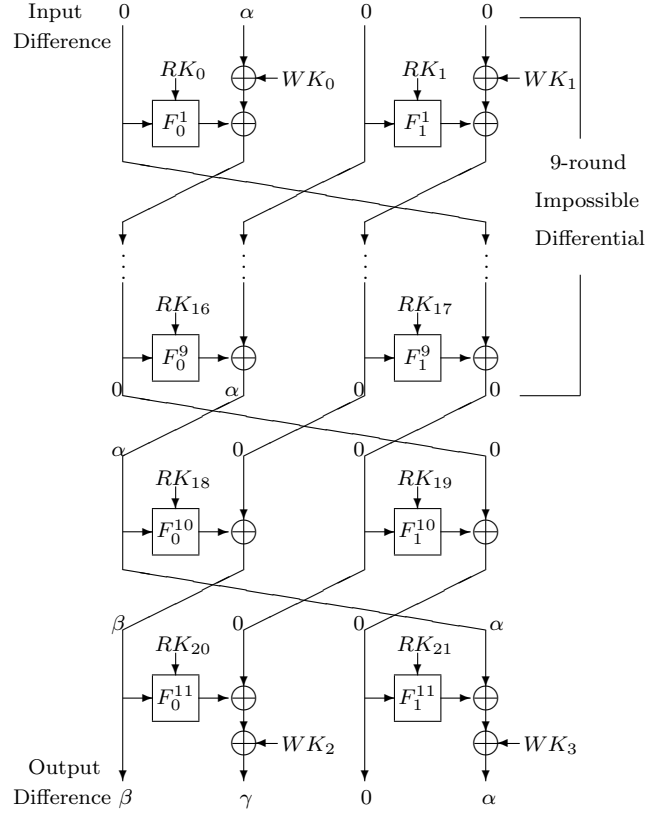 Input 0 α 0 0
Difference
RK₀ WK₀ RK₁ WK₁
F₀¹ F₁¹
9-round
Impossible
Differential
⋮ ⋮ ⋮ ⋮
RK₁₆ RK₁₇
F₀⁹ F₁⁹
0 α 0 0
α 0 0 0
RK₁₈ RK₁₉
F₀¹⁰ F₁¹⁰
β 0 0 α
RK₂₀ RK₂₁
F₀¹¹ F₁¹¹
WK₂ WK₃
Output
Difference β γ 0 α